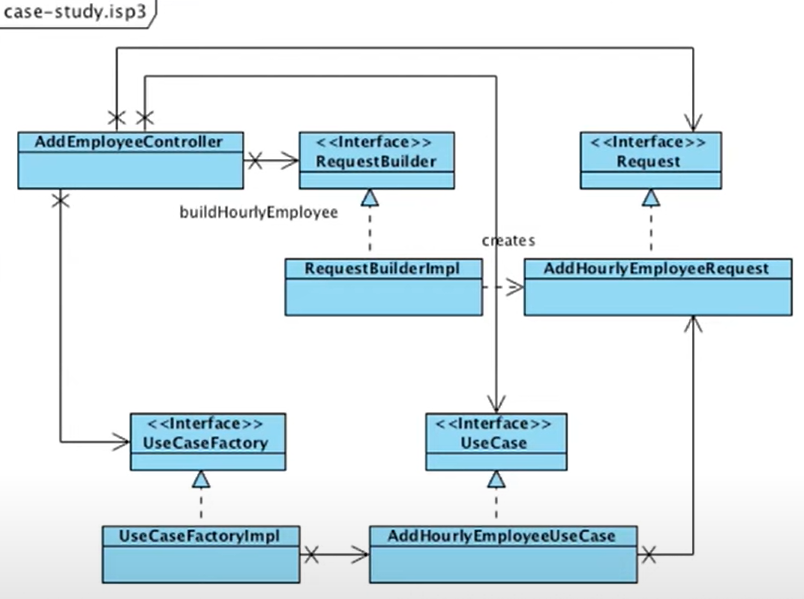 case-study.isp3
AddEmployeeController
<<Interface>>
RequestBuilder
<<Interface>>
Request
buildHourlyEmployee
creates
RequestBuilderImpl
AddHourlyEmployeeRequest
<<Interface>>
UseCaseFactory
<<Interface>>
UseCase
UseCaseFactoryImpl
AddHourlyEmployeeUseCase